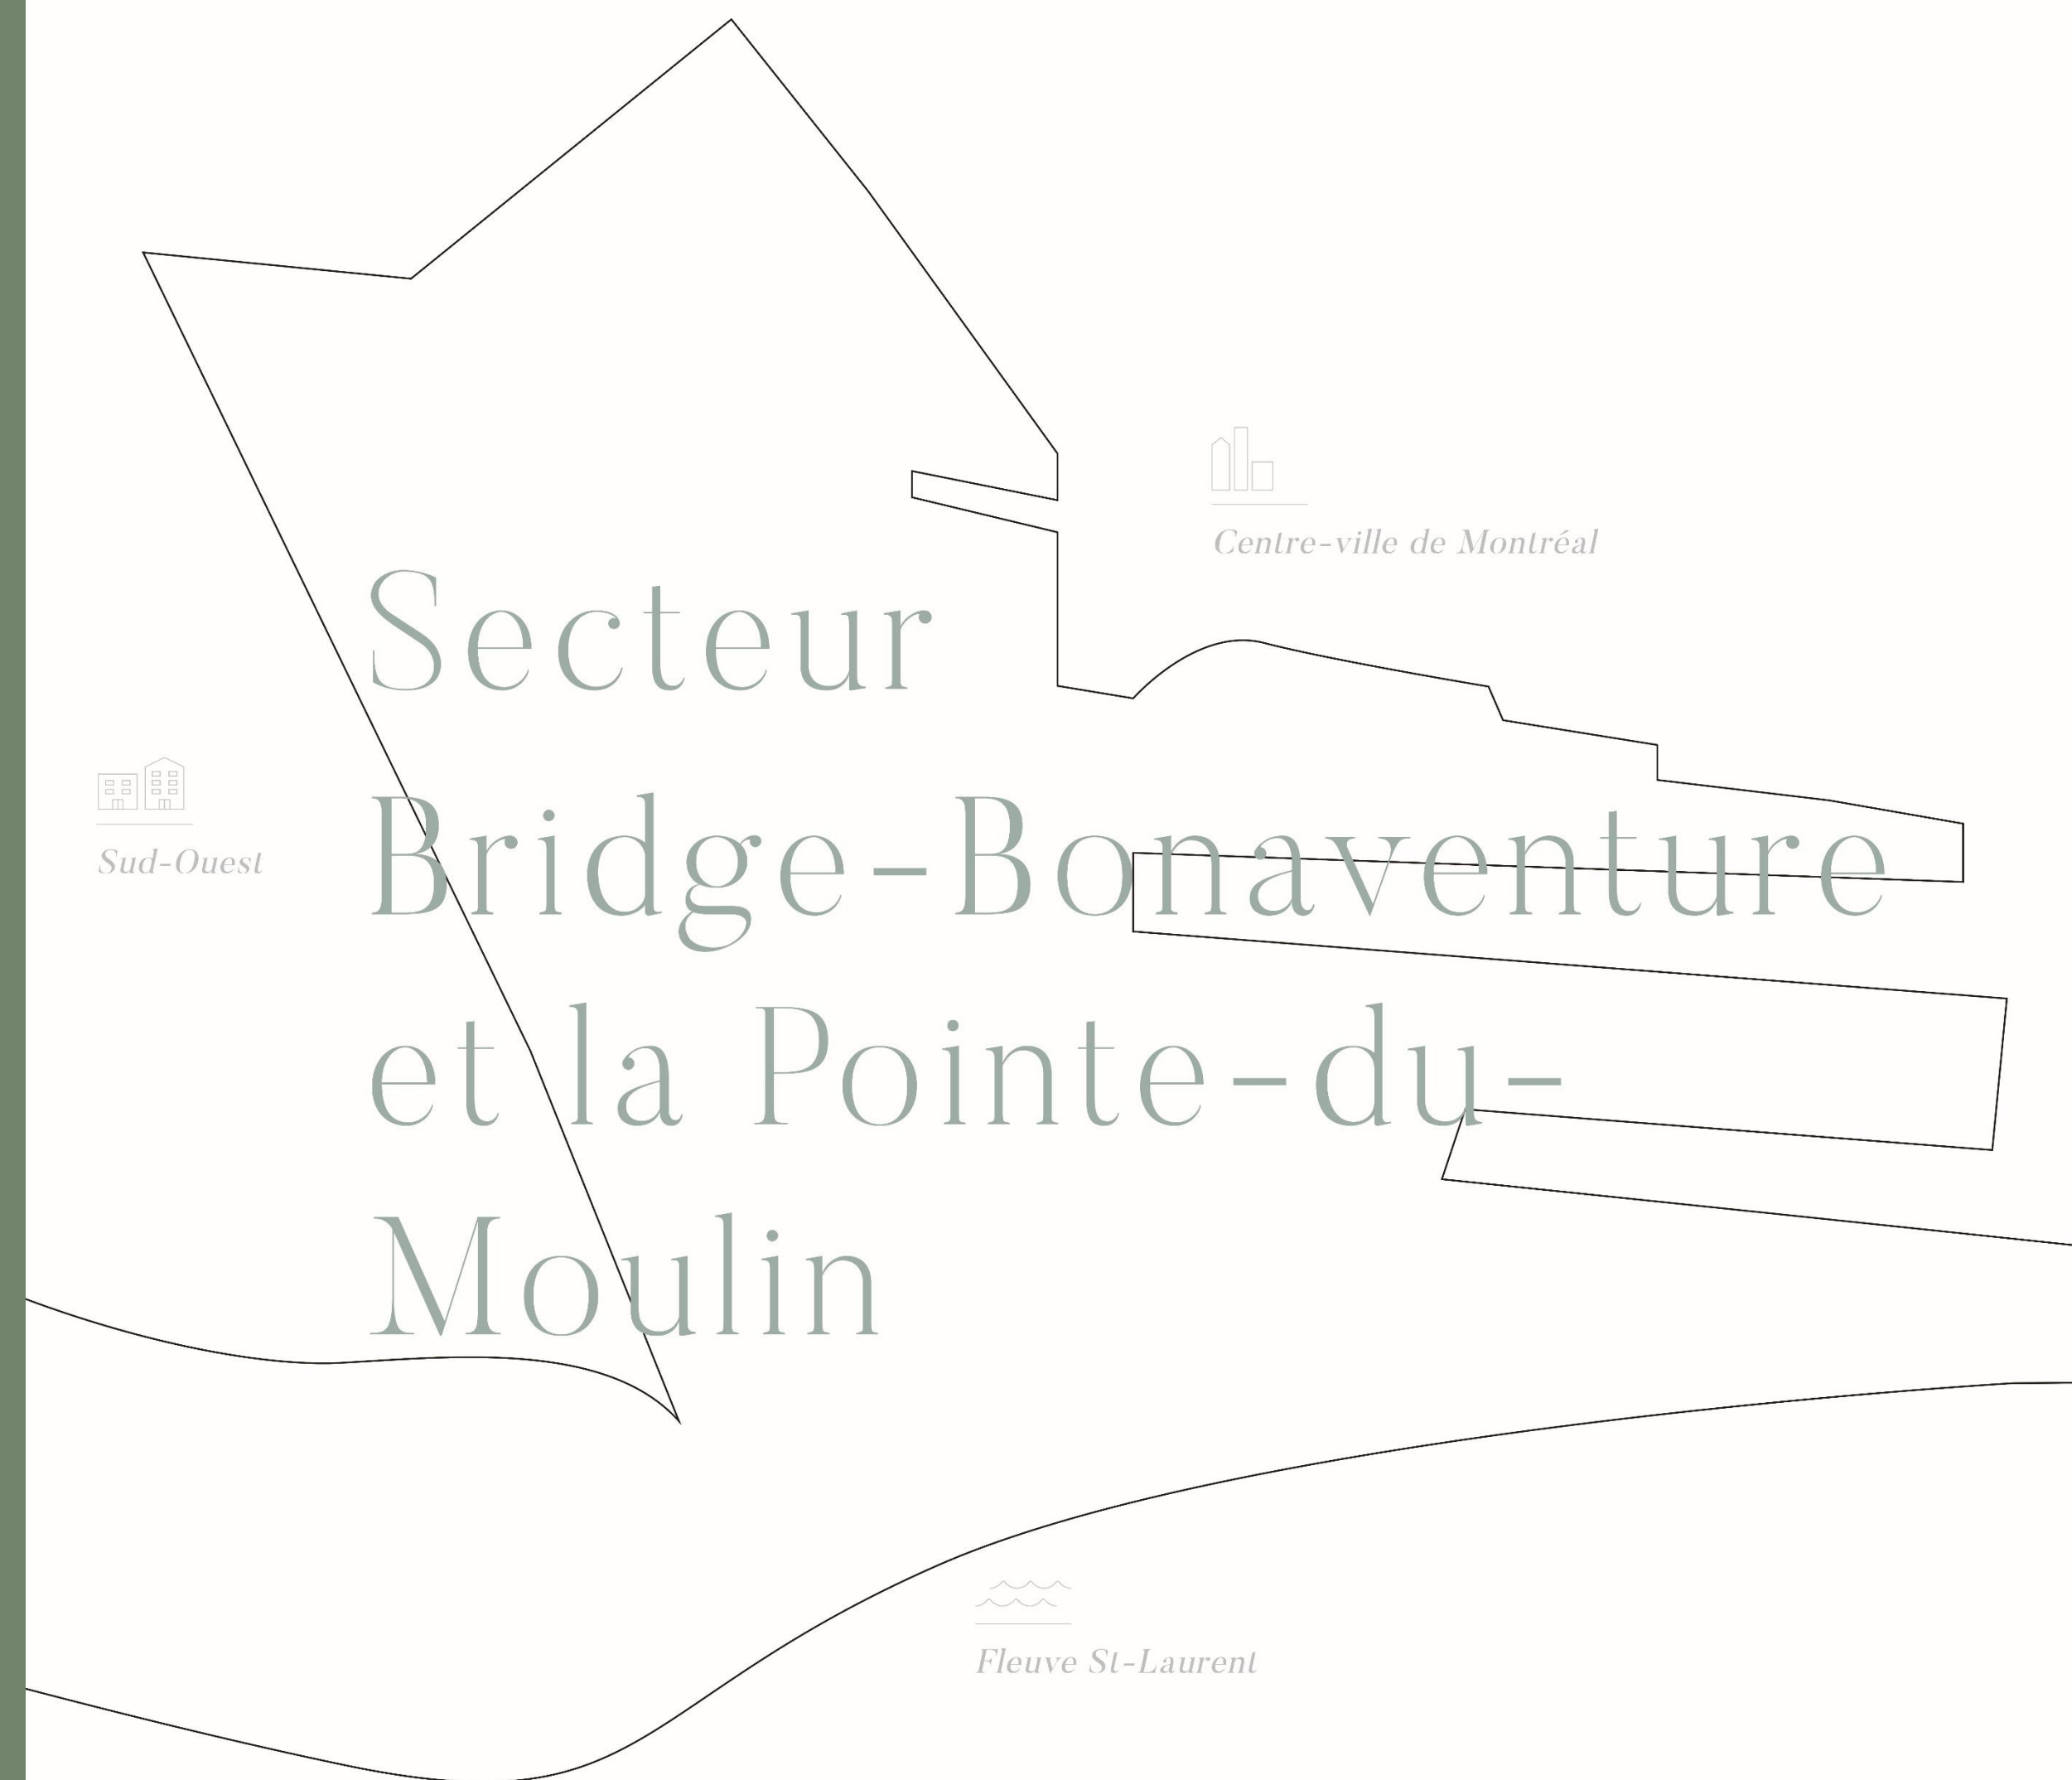 Centre-ville de Montréal
Secteur
Bridge-Bonaventure
Sud-Ouest
et la Pointe-du-
Moulin
Fleuve St-Laurent